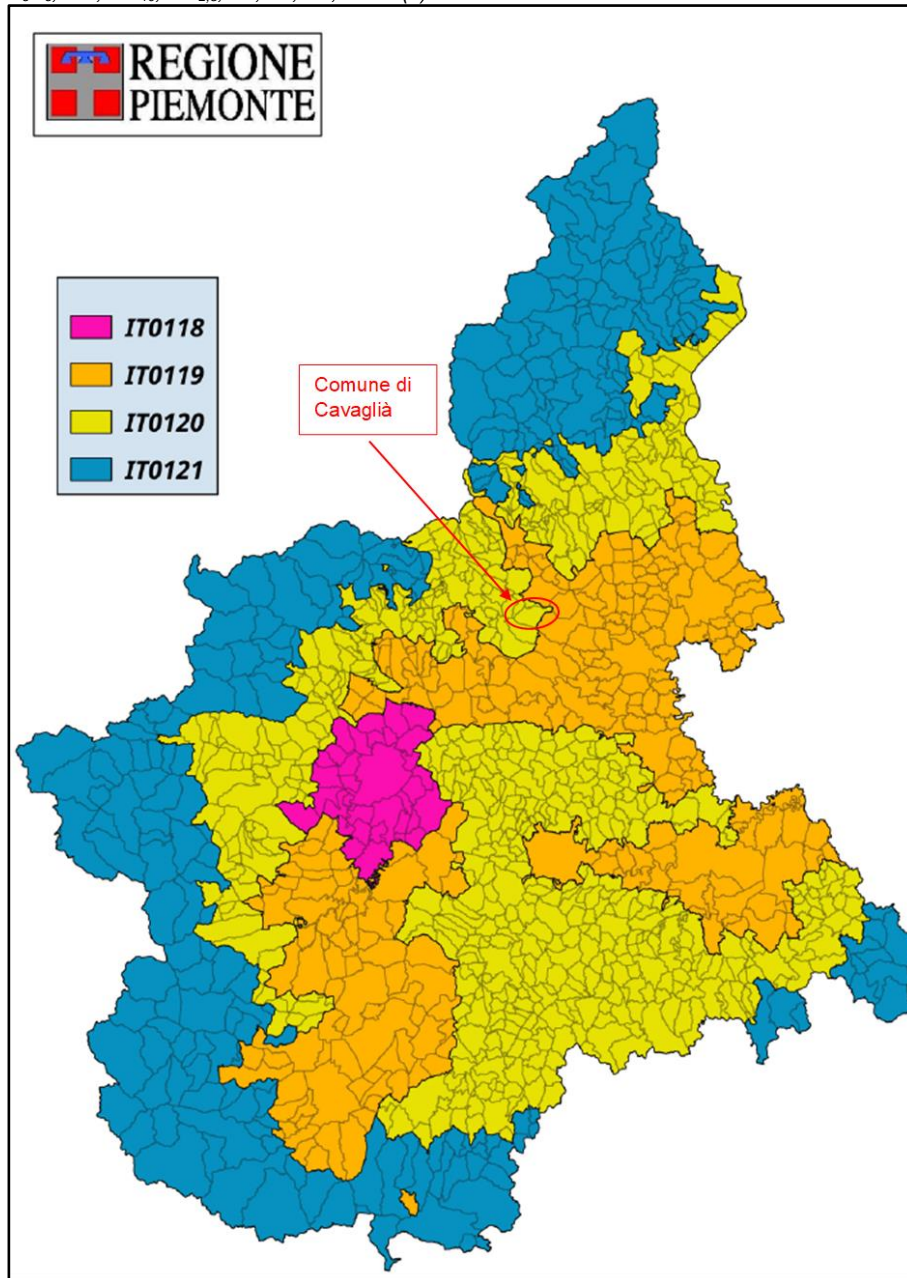 REGIONE
PIEMONTE
IT0118
IT0119
IT0120
IT0121
Comune di
Cavaglià